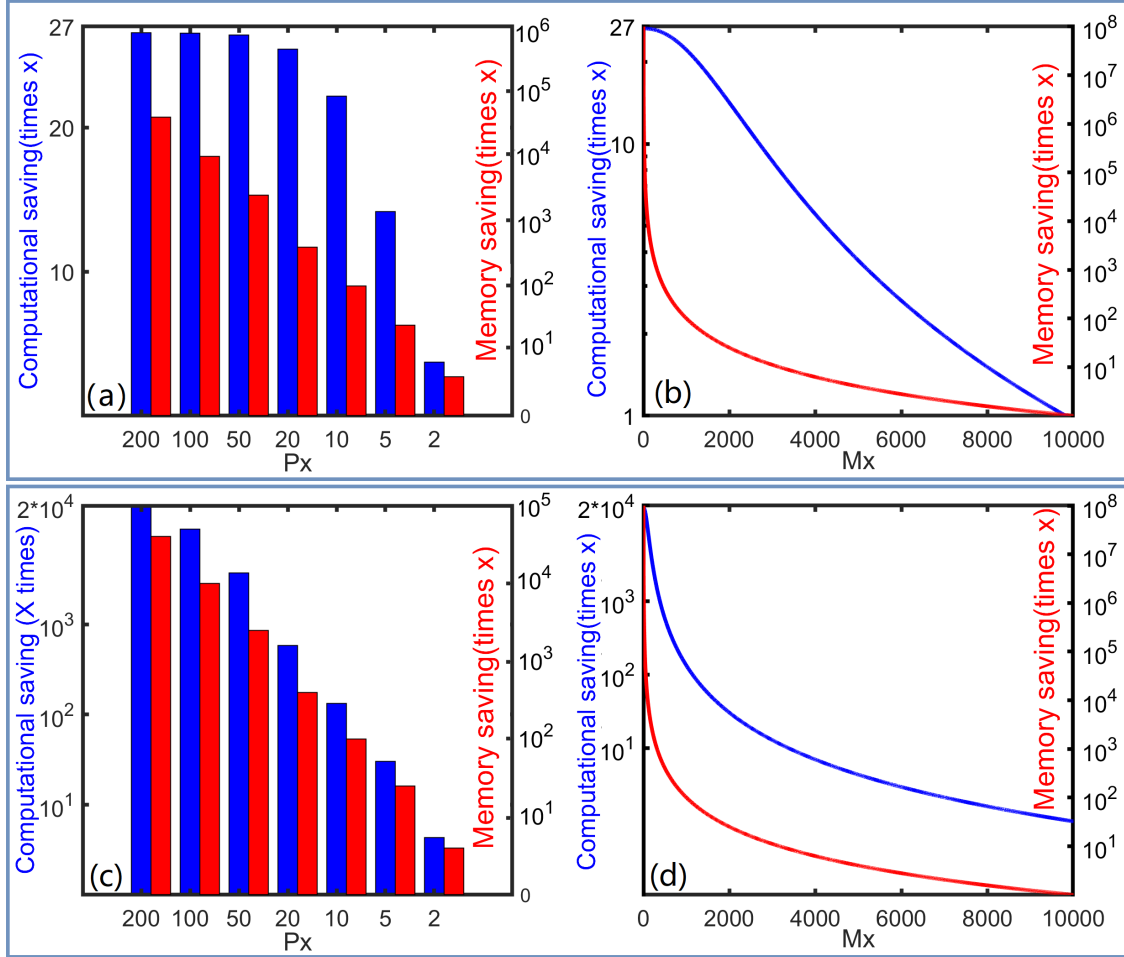 Computational saving(times x)
27
20
10
(a)
200 100 50 20 10 5 2
Px
10^6
10^5
10^4
10^3
10^2
10^1
0
Memory saving(times x)
Computational saving(times x)
27
10
1
(b)
0 2000 4000 6000 8000 10000
Mx
10^8
10^7
10^6
10^5
10^4
10^3
10^2
10^1
Memory saving(times x)
Computational saving (X times)
2*10^4
10^3
10^2
10^1
(c)
200 100 50 20 10 5 2
Px
10^5
10^4
10^3
10^2
10^1
0
Memory saving(times x)
Computational saving(times x)
2*10^4
10^3
10^2
10^1
(d)
0 2000 4000 6000 8000 10000
Mx
10^8
10^7
10^6
10^5
10^4
10^3
10^2
10^1
Memory saving(times x)